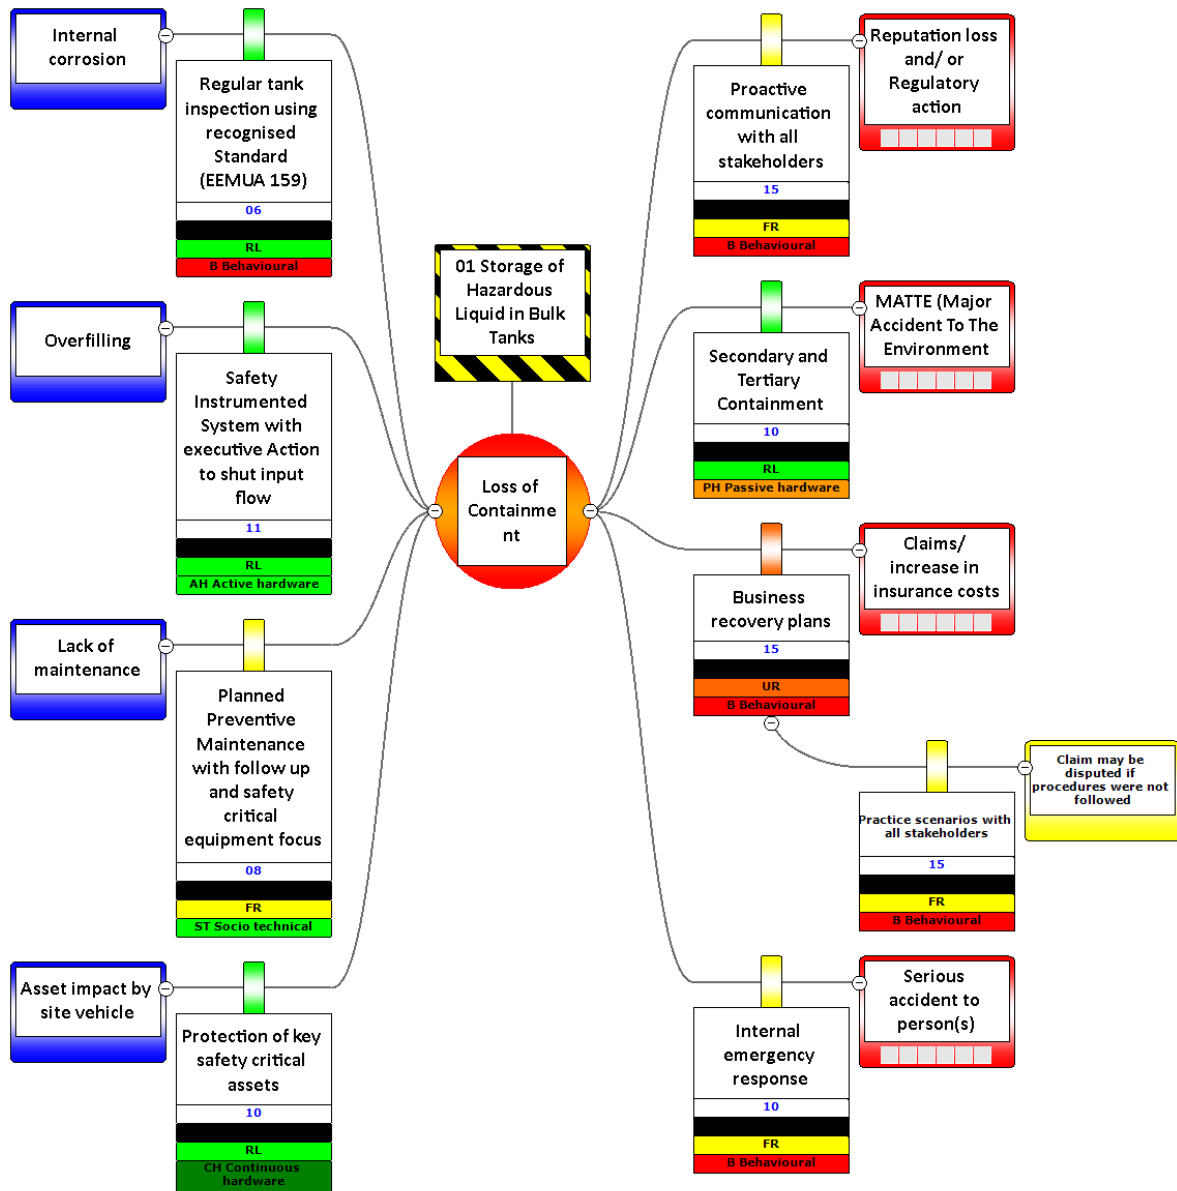 Internal
corrosion
Regular tank
inspection using
recognised
Standard
(EEMUA 159)
06
RL
B Behavioural
Overfilling
Safety
Instrumented
System with
executive Action
to shut input
flow
11
RL
AH Active hardware
Lack of
maintenance
Planned
Preventive
Maintenance
with follow up
and safety
critical
equipment focus
08
FR
ST Socio technical
Asset impact by
site vehicle
Protection of key
safety critical
assets
10
RL
CH Continuous
hardware
01 Storage of
Hazardous
Liquid in Bulk
Tanks
Loss of
Containme
nt
Proactive
communication
with all
stakeholders
15
FR
B Behavioural
Reputation loss
and/ or
Regulatory
action
Secondary and
Tertiary
Containment
10
RL
PH Passive hardware
MATTE (Major
Accident To The
Environment
Business
recovery plans
15
UR
B Behavioural
Claims/
increase in
insurance costs
Practice scenarios with
all stakeholders
15
FR
B Behavioural
Claim may be
disputed if
procedures were not
followed
Internal
emergency
response
10
FR
B Behavioural
Serious
accident to
person(s)